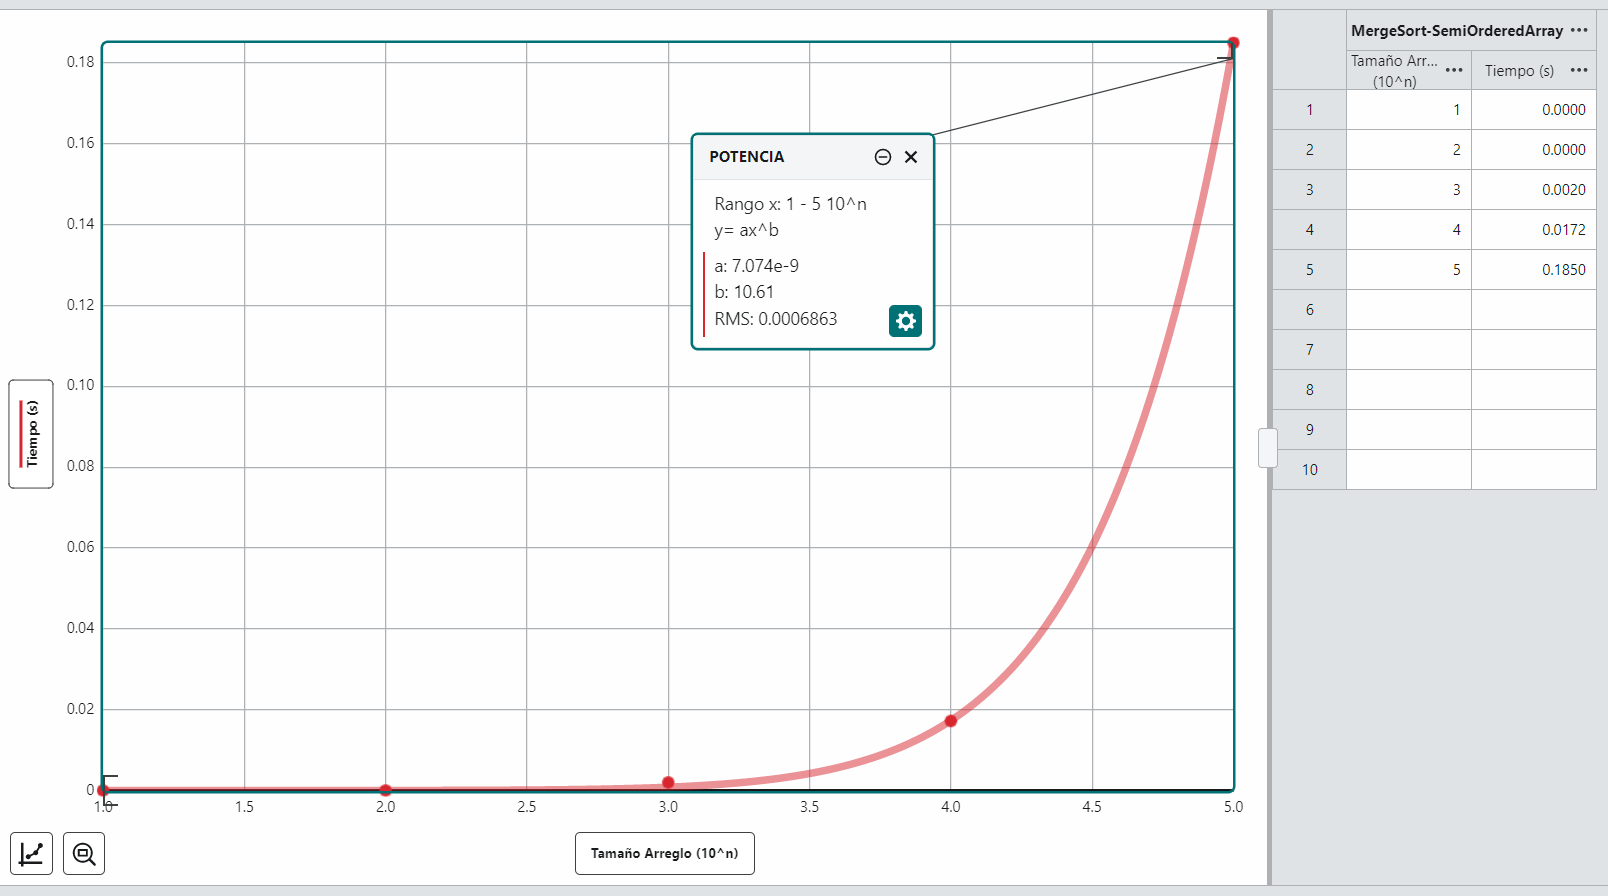 0.18
0.16
0.14
0.12
0.10
0.08
0.06
0.04
0.02
0
Tiempo (s)
1.0 1.5 2.0 2.5 3.0 3.5 4.0 4.5 5.0
Tamaño Arreglo (10^n)
POTENCIA
Rango x: 1 - 5 10^n
y= ax^b
a: 7.074e-9
b: 10.61
RMS: 0.0006863
MergeSort-SemiOrderedArray ···
Tamaño Arr... ···
(10^n)
Tiempo (s) ···
1 1 0.0000
2 2 0.0000
3 3 0.0020
4 4 0.0172
5 5 0.1850
6
7
8
9
10